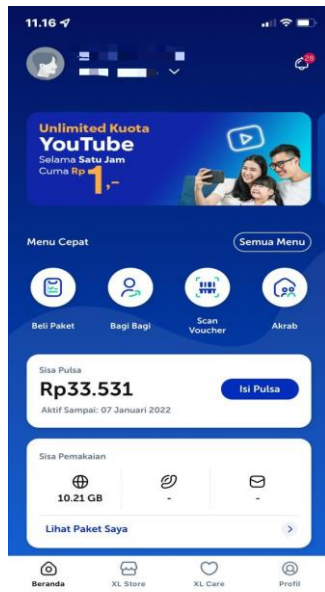 11.16
28
Unlimited Kuota
YouTube
Selama Satu Jam
Cuma Rp 1,-
Menu Cepat
Semua Menu
Beli Paket
Bagi Bagi
Scan
Voucher
Akrab
Sisa Pulsa
Rp33.531
Isi Pulsa
Aktif Sampai: 07 Januari 2022
Sisa Pemakaian
10.21 GB
-
-
Lihat Paket Saya
Beranda
XL Store
XL Care
Profil